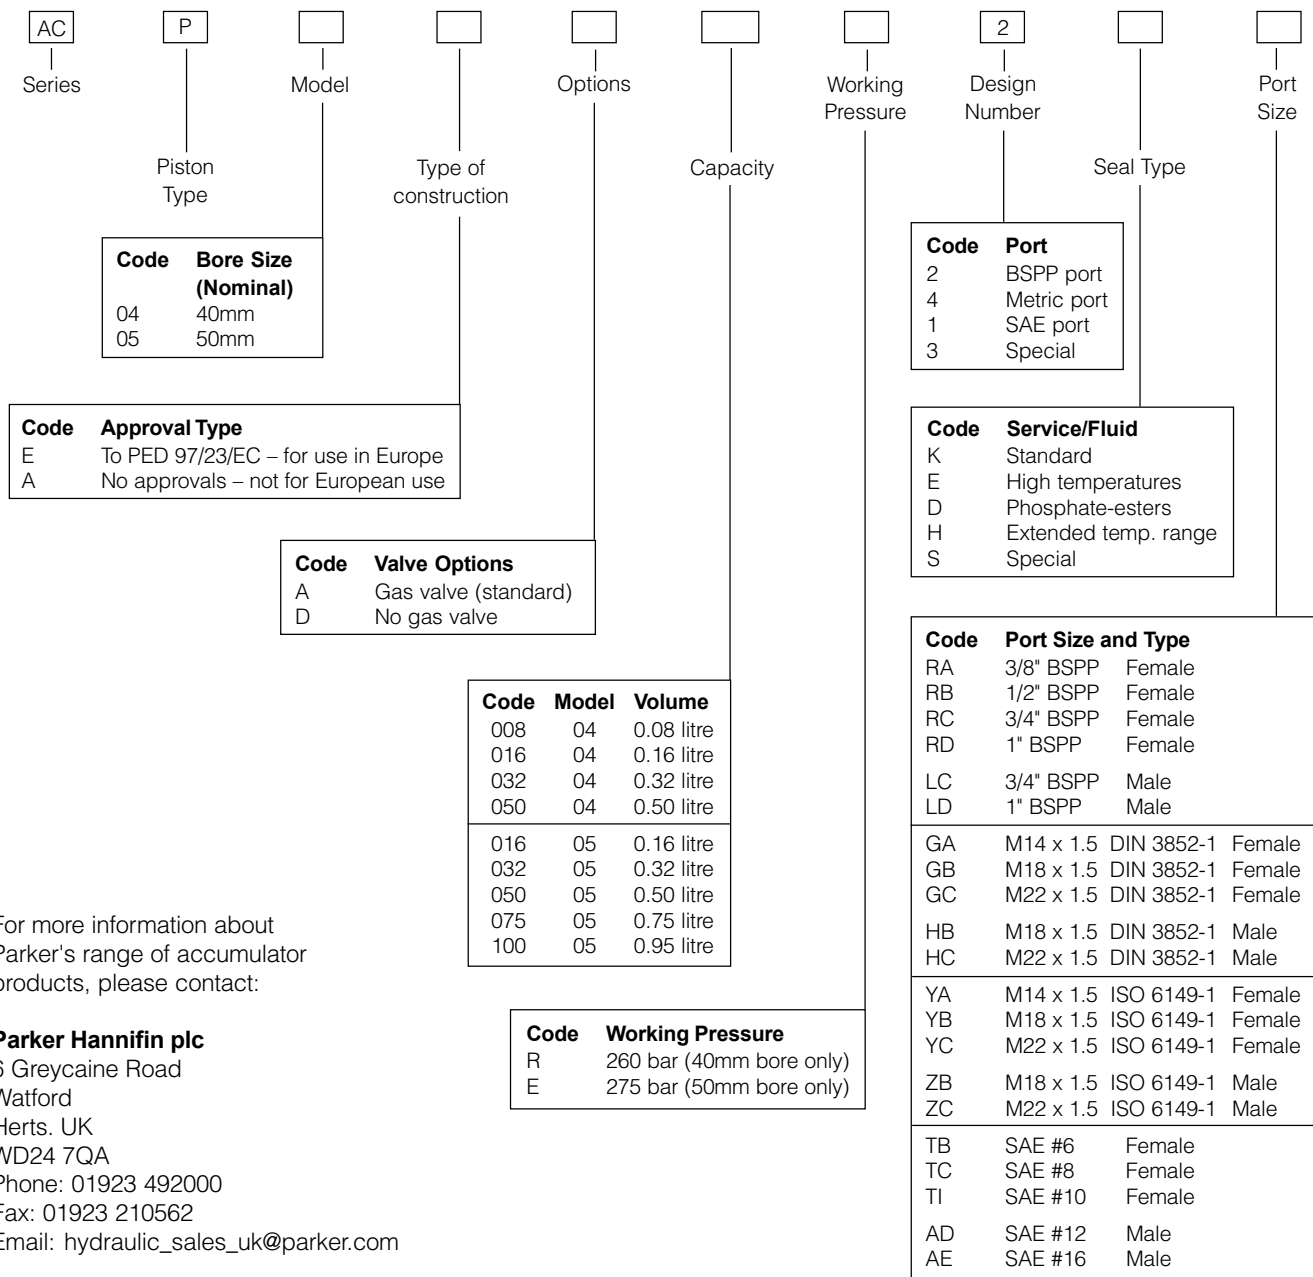 AC P 2
Series Model Options Working Pressure Design Number Port Size
Piston Type
Type of construction
Capacity
Seal Type
Code Bore Size (Nominal)
04 40mm
05 50mm
Code Port
2 BSPP port
4 Metric port
1 SAE port
3 Special
Code Approval Type
E To PED 97/23/EC – for use in Europe
A No approvals – not for European use
Code Service/Fluid
K Standard
E High temperatures
D Phosphate-esters
H Extended temp. range
S Special
Code Valve Options
A Gas valve (standard)
D No gas valve
Code Model Volume
008 04 0.08 litre
016 04 0.16 litre
032 04 0.32 litre
050 04 0.50 litre
016 05 0.16 litre
032 05 0.32 litre
050 05 0.50 litre
075 05 0.75 litre
100 05 0.95 litre
Code Port Size and Type
RA 3/8" BSPP Female
RB 1/2" BSPP Female
RC 3/4" BSPP Female
RD 1" BSPP Female
LC 3/4" BSPP Male
LD 1" BSPP Male
GA M14 x 1.5 DIN 3852-1 Female
GB M18 x 1.5 DIN 3852-1 Female
GC M22 x 1.5 DIN 3852-1 Female
HB M18 x 1.5 DIN 3852-1 Male
HC M22 x 1.5 DIN 3852-1 Male
YA M14 x 1.5 ISO 6149-1 Female
YB M18 x 1.5 ISO 6149-1 Female
YC M22 x 1.5 ISO 6149-1 Female
ZB M18 x 1.5 ISO 6149-1 Male
ZC M22 x 1.5 ISO 6149-1 Male
TB SAE #6 Female
TC SAE #8 Female
TI SAE #10 Female
AD SAE #12 Male
AE SAE #16 Male
Code Working Pressure
R 260 bar (40mm bore only)
E 275 bar (50mm bore only)
For more information about
Parker's range of accumulator
products, please contact:
Parker Hannifin plc
6 Greycaine Road
Watford
Herts. UK
WD24 7QA
Phone: 01923 492000
Fax: 01923 210562
Email: hydraulic_sales_uk@parker.com